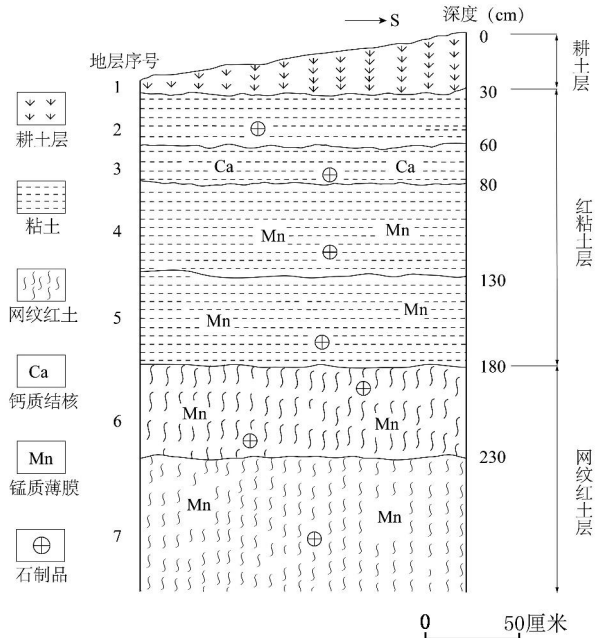 S
深度（cm）
地层序号
0
1
30
2
60
3
Ca
Ca
80
4
Mn
Mn
130
5
Mn
Mn
180
6
Mn
Mn
230
7
Mn
Mn
耕土层
红粘土层
网纹红土层
耕土层
粘土
网纹红土
Ca
钙质结核
Mn
锰质薄膜
石制品
0
50厘米